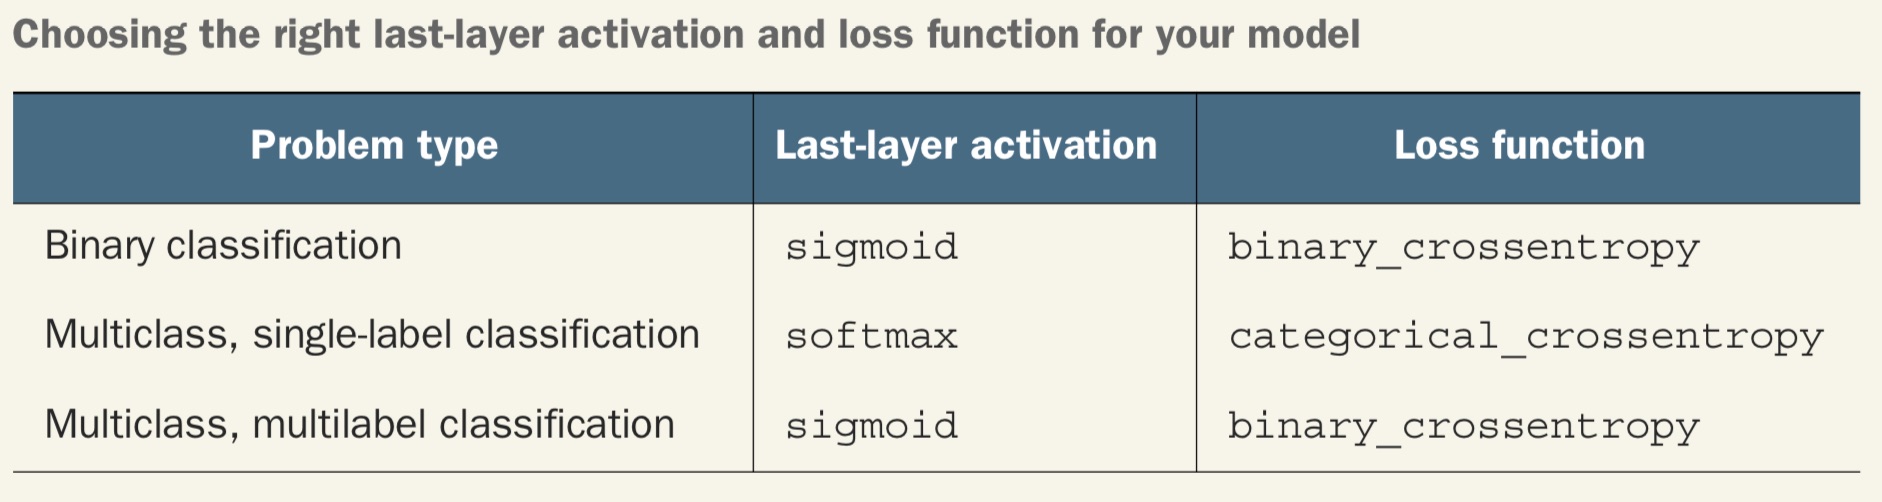 Choosing the right last-layer activation and loss function for your model
Problem type Last-layer activation Loss function
Binary classification sigmoid binary_crossentropy
Multiclass, single-label classification softmax categorical_crossentropy
Multiclass, multilabel classification sigmoid binary_crossentropy